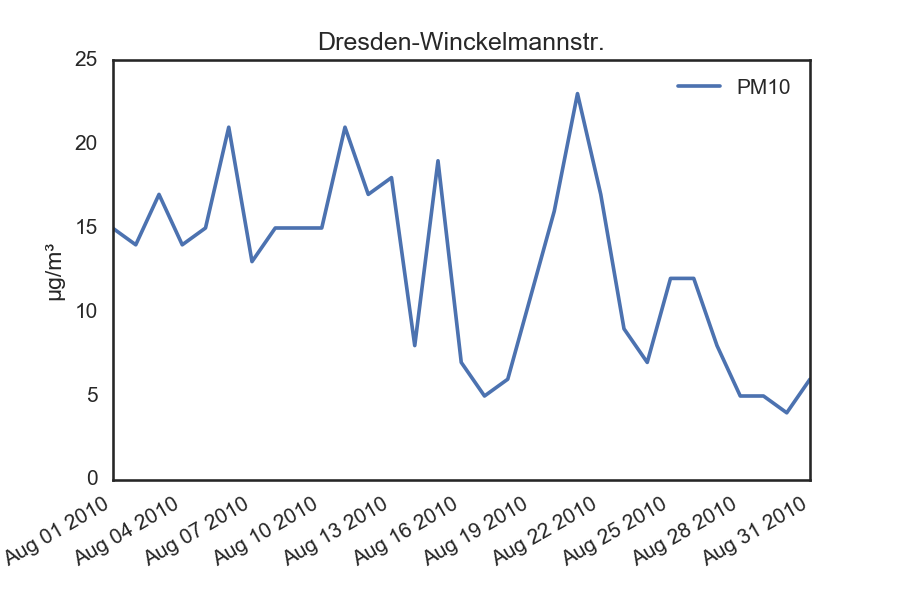 Dresden-Winckelmannstr.
25
20
15
10
5
0
µg/m³
PM10
Aug 01 2010
Aug 04 2010
Aug 07 2010
Aug 10 2010
Aug 13 2010
Aug 16 2010
Aug 19 2010
Aug 22 2010
Aug 25 2010
Aug 28 2010
Aug 31 2010